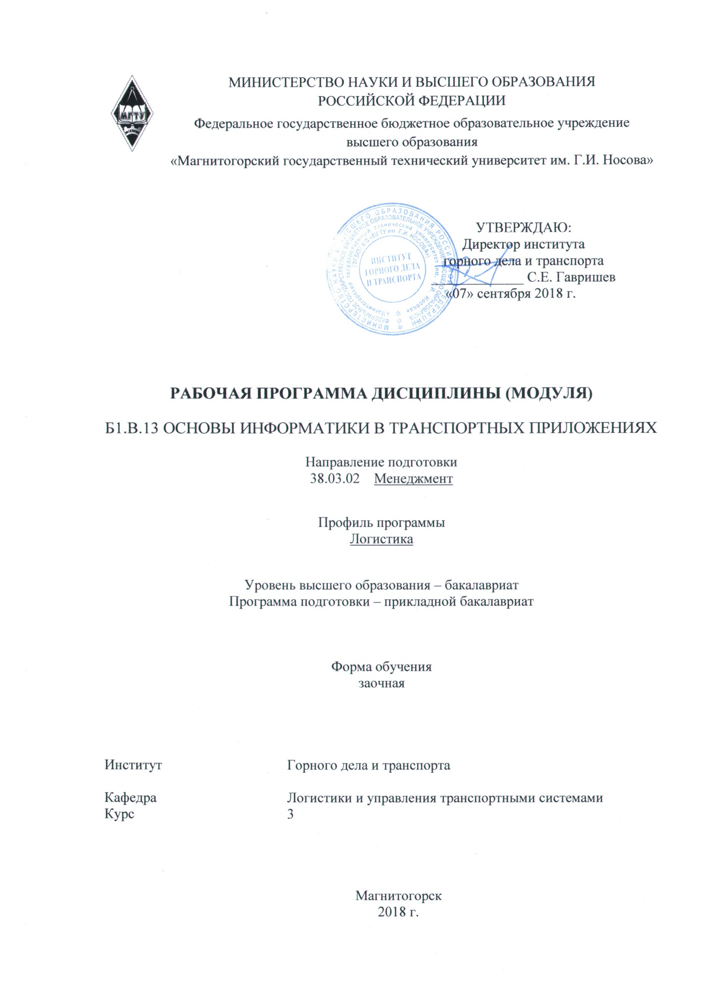 МИНИСТЕРСТВО НАУКИ И ВЫСШЕГО ОБРАЗОВАНИЯ
РОССИЙСКОЙ ФЕДЕРАЦИИ
Федеральное государственное бюджетное образовательное учреждение
высшего образования
«Магнитогорский государственный технический университет им. Г.И. Носова»
МГТУ
УТВЕРЖДАЮ:
Директор института
горного дела и транспорта
С.Е. Гавришев
«07» сентября 2018 г.
ИНСТИТУТ
ГОРНОГО ДЕЛА
И ТРАНСПОРТА
РАБОЧАЯ ПРОГРАММА ДИСЦИПЛИНЫ (МОДУЛЯ)
Б1.В.13 ОСНОВЫ ИНФОРМАТИКИ В ТРАНСПОРТНЫХ ПРИЛОЖЕНИЯХ
Направление подготовки
38.03.02 Менеджмент
Профиль программы
Логистика
Уровень высшего образования – бакалавриат
Программа подготовки – прикладной бакалавриат
Форма обучения
заочная
Институт Горного дела и транспорта
Кафедра Логистики и управления транспортными системами
Курс 3
Магнитогорск
2018 г.